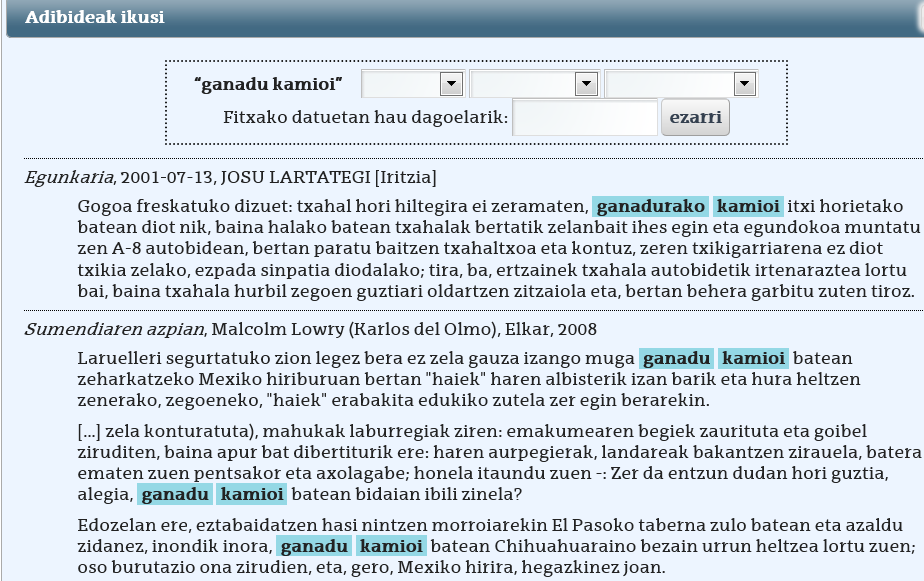 Adibideak ikusi
“ganadu kamioi”
Fitxako datuetan hau dagoelarik: ezarri
Egunkaria, 2001-07-13, JOSU LARTATEGI [Iritzia]
Gogoa freskatuko dizuet: txahal hori hiltegira ei zeramaten, ganadurako kamioi itxi horietako
batean diot nik, baina halako batean txahalak bertatik zelanbait ihes egin eta egundokoa muntatu
zen A-8 autobidean, bertan paratu baitzen txahaltxoa eta kontuz, zeren txikigarriarena ez diot
txikia zelako, ezpada sinpatia diodalako; tira, ba, ertzainek txahala autobidetik irtenaraztea lortu
bai, baina txahala hurbil zegoen guztiari oldartzen zitzaiola eta, bertan behera garbitu zuten tiroz.
Sumendiaren azpian, Malcolm Lowry (Karlos del Olmo), Elkar, 2008
Laruelleri segurtatuko zion legez bera ez zela gauza izango muga ganadu kamioi batean
zeharkatzeko Mexiko hiriburuan bertan "haiek" haren albisterik izan barik eta hura heltzen
zenerako, zegoeneko, "haiek" erabakita edukiko zutela zer egin berarekin.
[...] zela konturatuta), mahukak laburregiak ziren: emakumearen begiek zaurituta eta goibel
ziruditen, baina apur bat dibertiturik ere: haren aurpegierak, landareak bakantzen zirauela, batera
ematen zuen pentsakor eta axolagabe; honela itaundu zuen -: Zer da entzun dudan hori guztia,
alegia, ganadu kamioi batean bidaian ibili zinela?
Edozelan ere, eztabaidatzen hasi nintzen morroiarekin El Pasoko taberna zulo batean eta azaldu
zidanez, inondik inora, ganadu kamioi batean Chihuahuaraino bezain urrun heltzea lortu zuen;
oso burutazio ona zirudien, eta, gero, Mexiko hirira, hegazkinez joan.